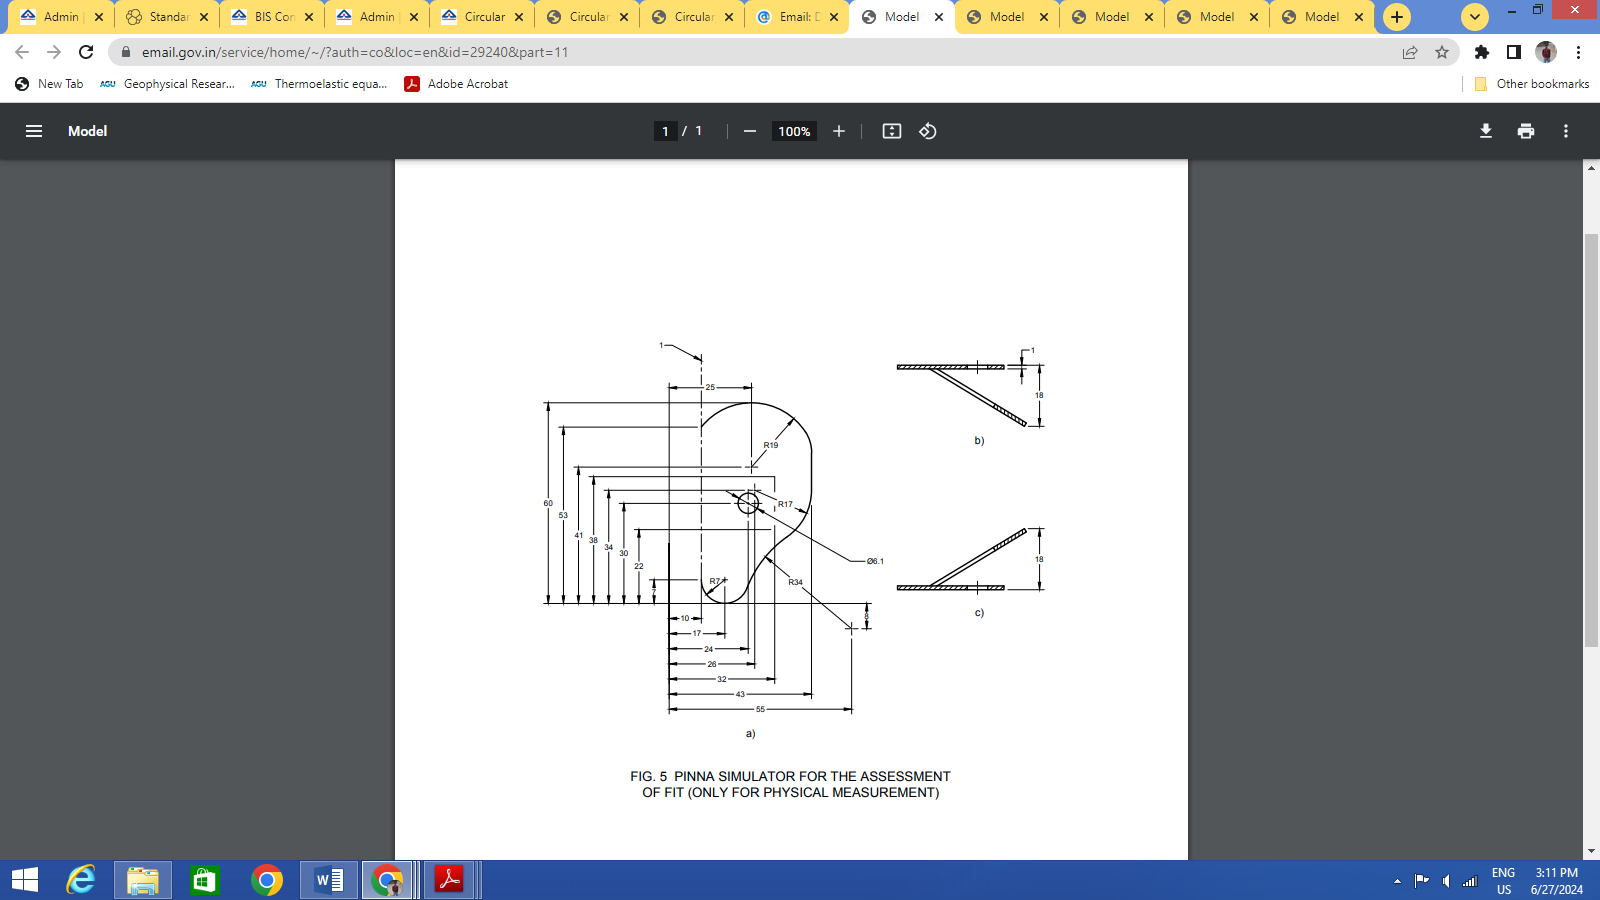 Admin
Standar
BIS Con
Admin
Circular
Circular
Circular
Email: D
Model
Model
Model
Model
Model
email.gov.in/service/home/~/?auth=co&loc=en&id=29240&part=11
New Tab
AGU Geophysical Resear...
AGU Thermoelastic equa...
Adobe Acrobat
Other bookmarks
Model
1 / 1
100%
1
25
R19
R17
60
53
41
38
34
30
22
7
R7
R34
Ø6.1
8
10
17
24
26
32
43
55
a)
1
18
b)
18
c)
FIG. 5 PINNA SIMULATOR FOR THE ASSESSMENT
OF FIT (ONLY FOR PHYSICAL MEASUREMENT)
ENG
US
3:11 PM
6/27/2024